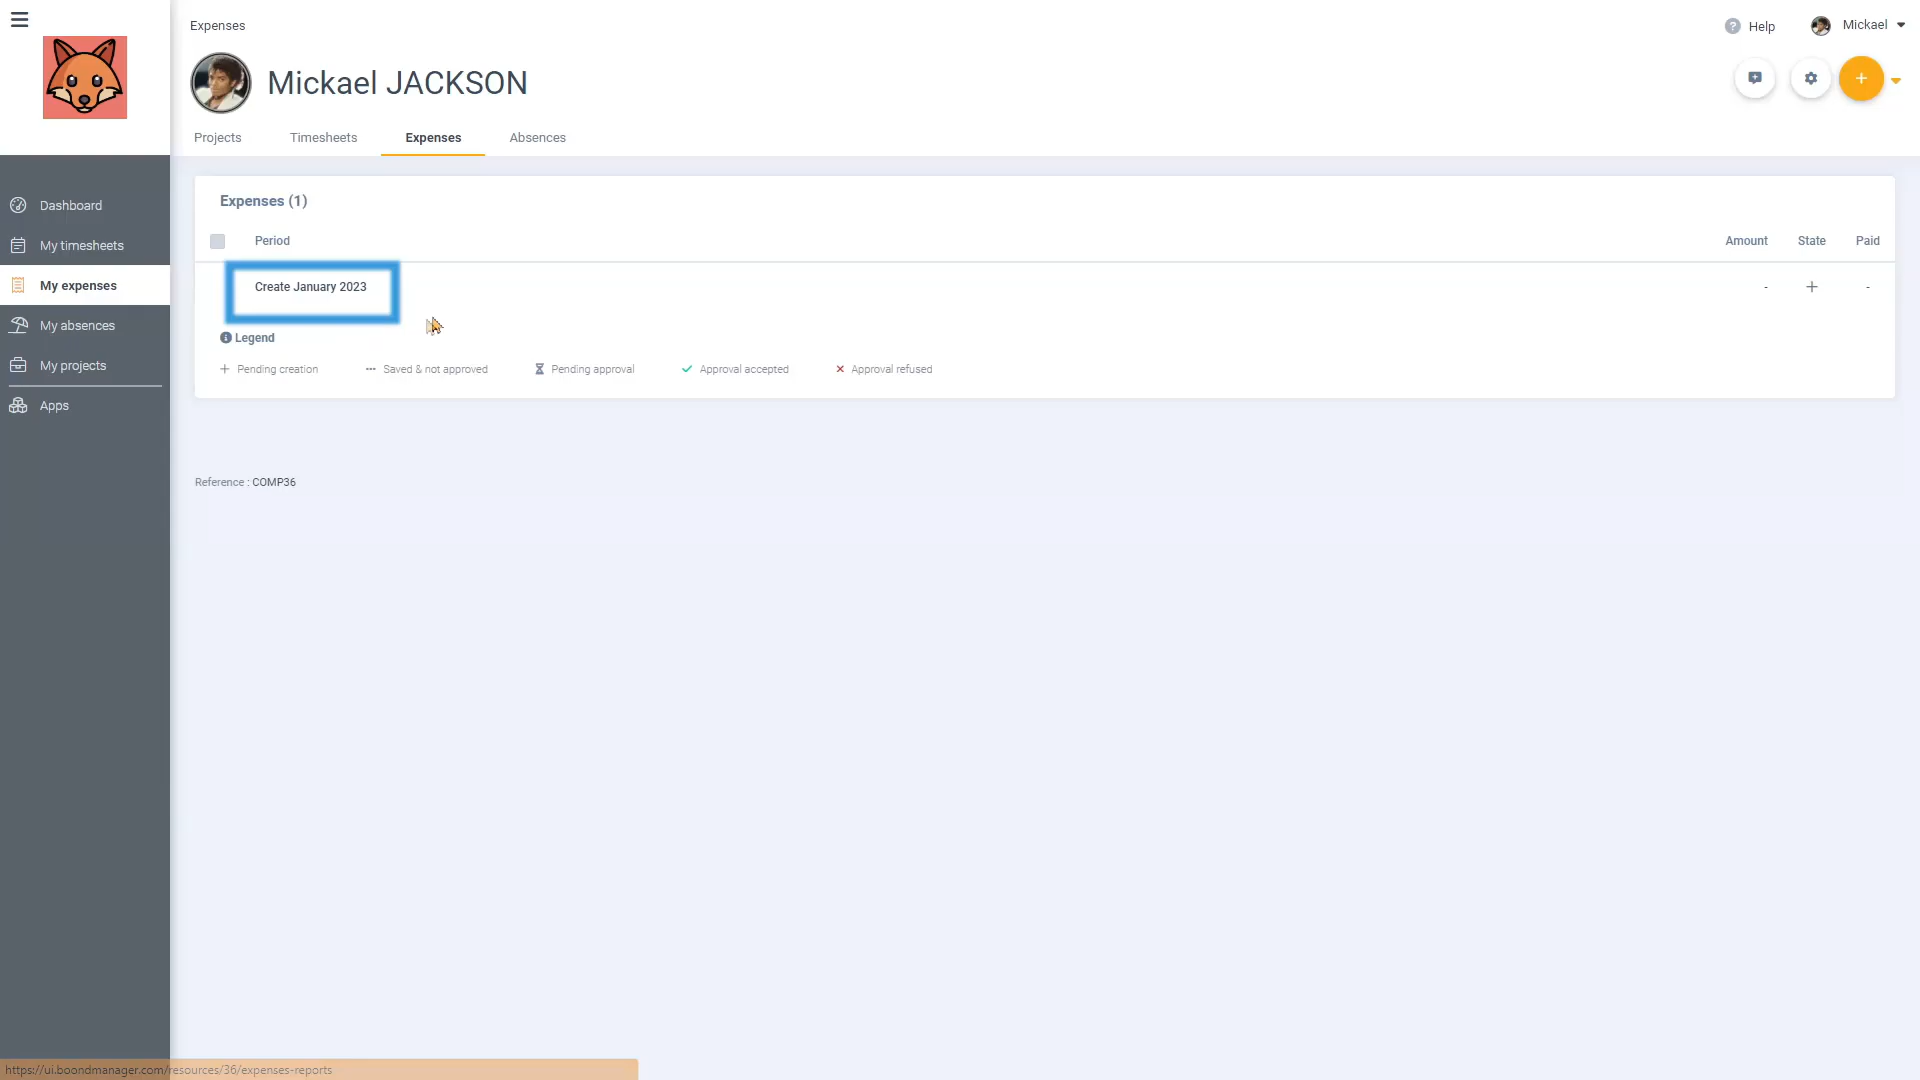 Expenses
Help
Mickael
Mickael JACKSON
Projects
Timesheets
Expenses
Absences
Dashboard
My timesheets
My expenses
My absences
My projects
Apps
Expenses (1)
Period
Amount
State
Paid
Create January 2023
-
-
Legend
Pending creation
Saved & not approved
Pending approval
Approval accepted
Approval refused
Reference : COMP36
https://ui.boondmanager.com/resources/36/expenses-reports